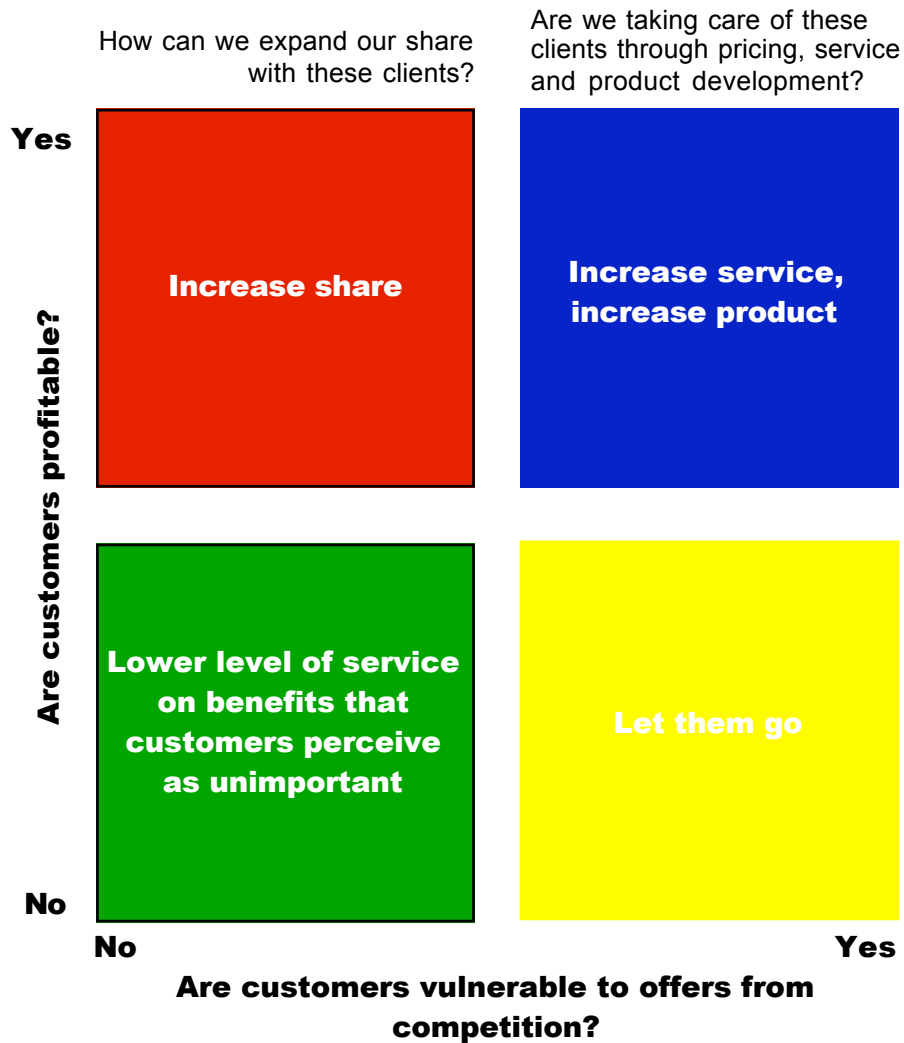 How can we expand our share
with these clients?
Are we taking care of these
clients through pricing, service
and product development?
Yes
Are customers profitable?
Increase share
Increase service,
increase product
Lower level of service
on benefits that
customers perceive
as unimportant
Let them go
No
No
Yes
Are customers vulnerable to offers from
competition?